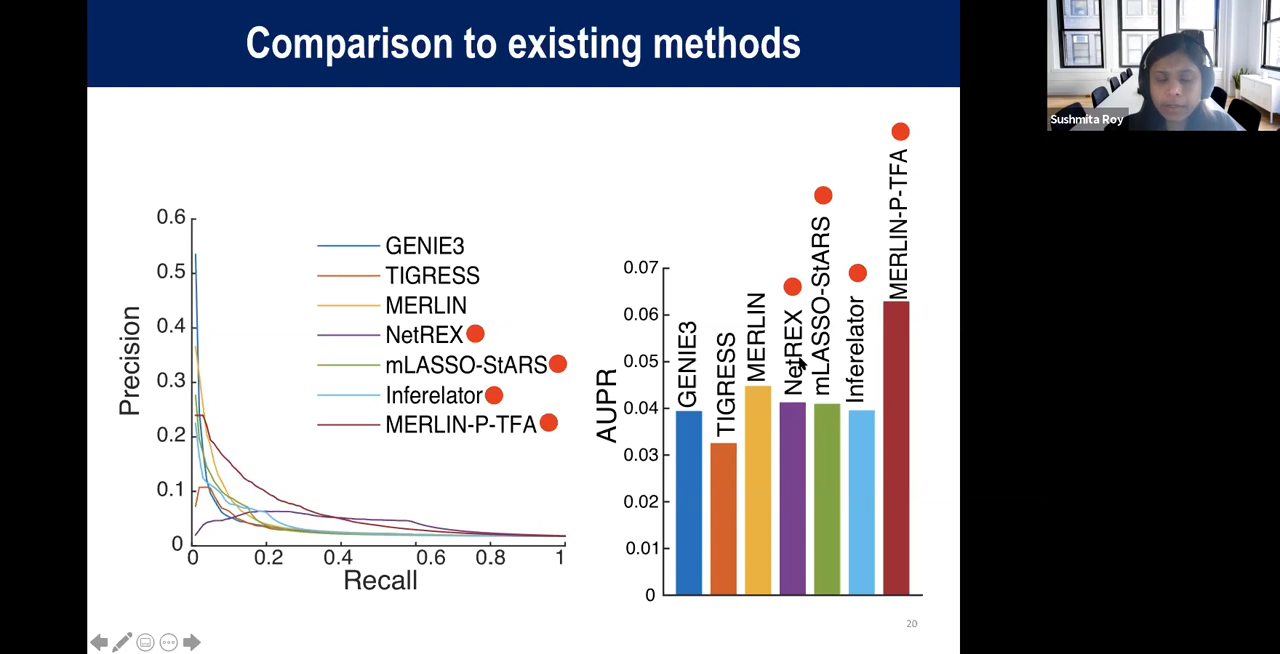 Comparison to existing methods
Sushmita Roy
0.6
0.5
0.4
0.3
0.2
0.1
0
Precision
0
0.2
0.4
0.6
0.8
1
Recall
GENIE3
TIGRESS
MERLIN
NetREX
mLASSO-StARS
Inferelator
MERLIN-P-TFA
0.07
0.06
0.05
0.04
0.03
0.02
0.01
0
AUPR
GENIE3
TIGRESS
MERLIN
NetREX
mLASSO-StARS
Inferelator
MERLIN-P-TFA
20